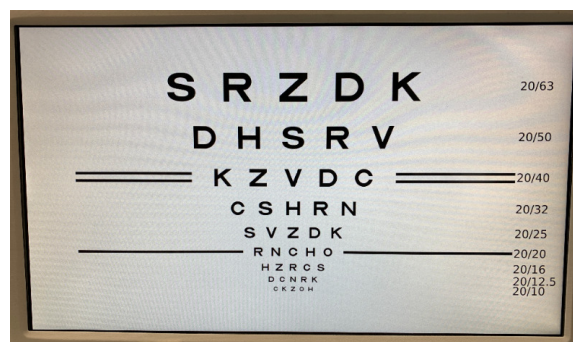 S R Z D K 20/63
D H S R V 20/50
K Z V D C 20/40
C S H R N 20/32
S V Z D K 20/25
R N C H O 20/20
H Z R C S 20/16
D C N R K 20/12.5
C K Z O H 20/10